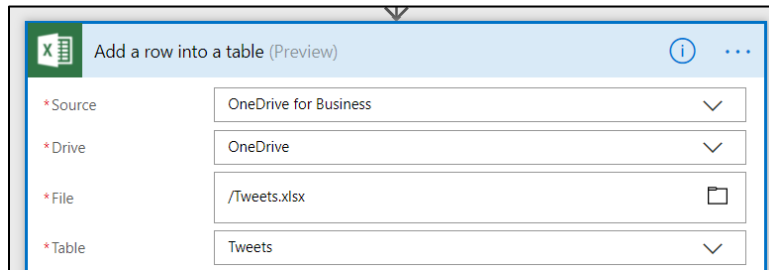 Add a row into a table (Preview)
*Source OneDrive for Business
*Drive OneDrive
*File /Tweets.xlsx
*Table Tweets